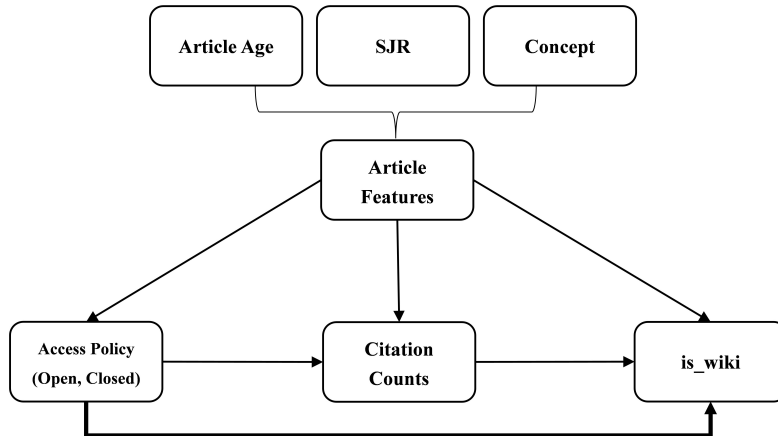 Article Age
SJR
Concept
Article
Features
Access Policy
(Open, Closed)
Citation
Counts
is_wiki